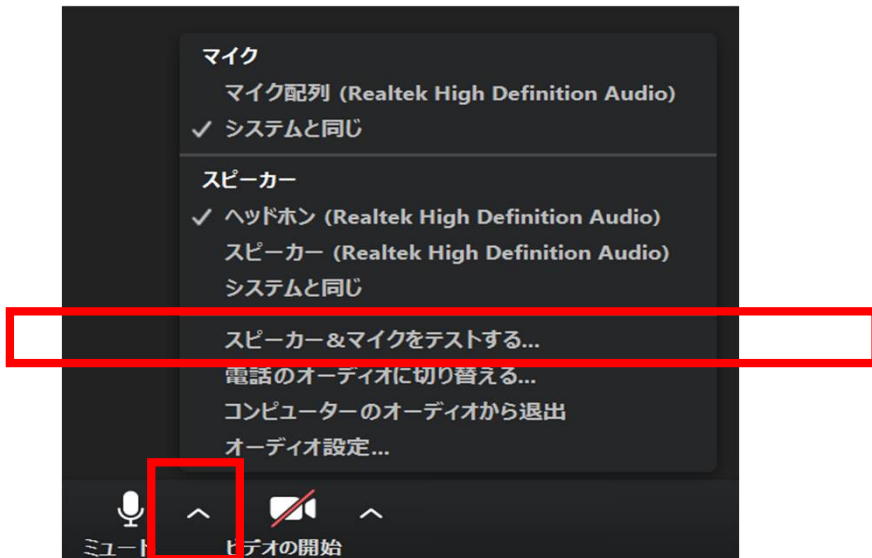 マイク
マイク配列 (Realtek High Definition Audio)
システムと同じ
スピーカー
ヘッドホン (Realtek High Definition Audio)
スピーカー (Realtek High Definition Audio)
システムと同じ
スピーカー&マイクをテストする...
電話のオーディオに切り替える...
コンピューターのオーディオから退出
オーディオ設定...
ミュート ビデオの開始